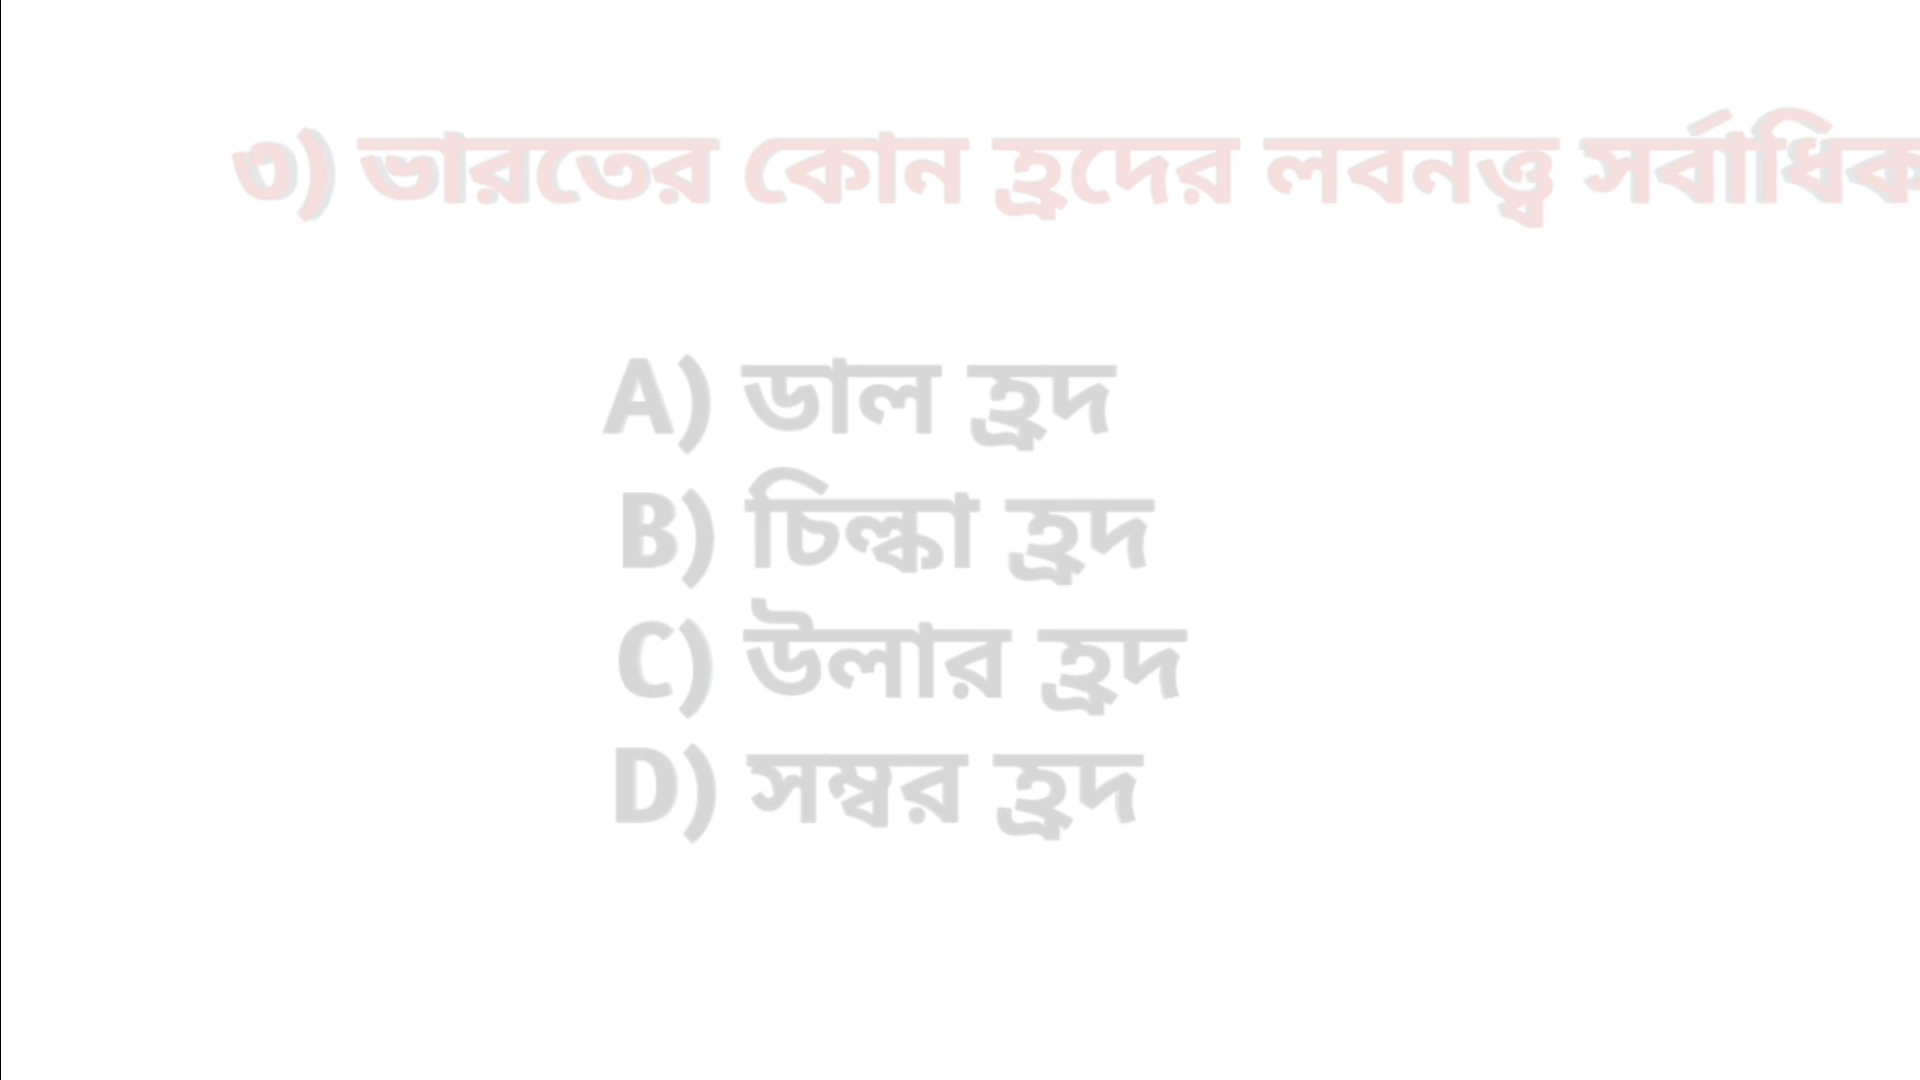 ৩) ভারতের কোন হ্রদের লবনত্ত্ব সর্বাধিক
A) ডাল হ্রদ
B) চিল্কা হ্রদ
C) উলার হ্রদ
D) সম্বর হ্রদ